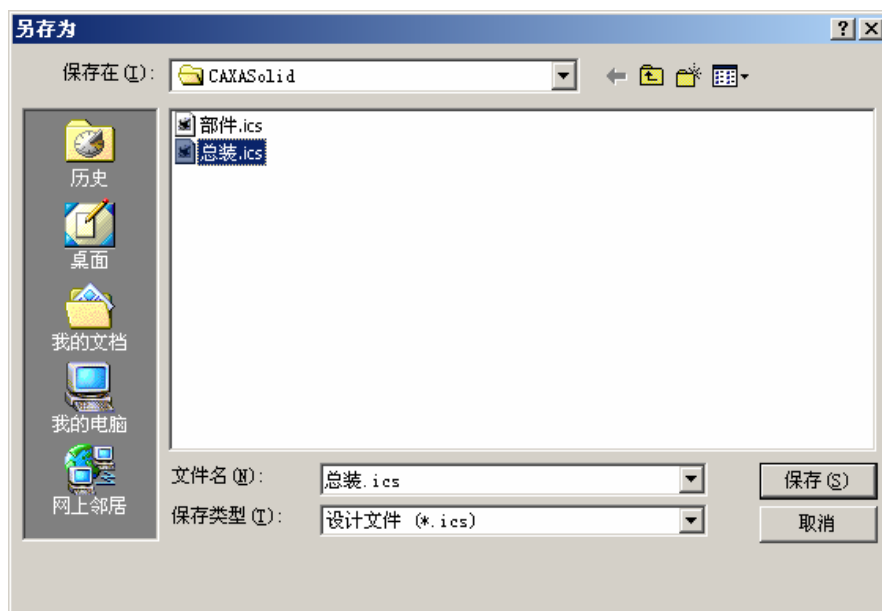 另存为
保存在(I):
CAXASolid
部件.ics
总装.ics
历史
桌面
我的文档
我的电脑
网上邻居
文件名(N):
总装.ics
保存(S)
保存类型(T):
设计文件 (*.ics)
取消